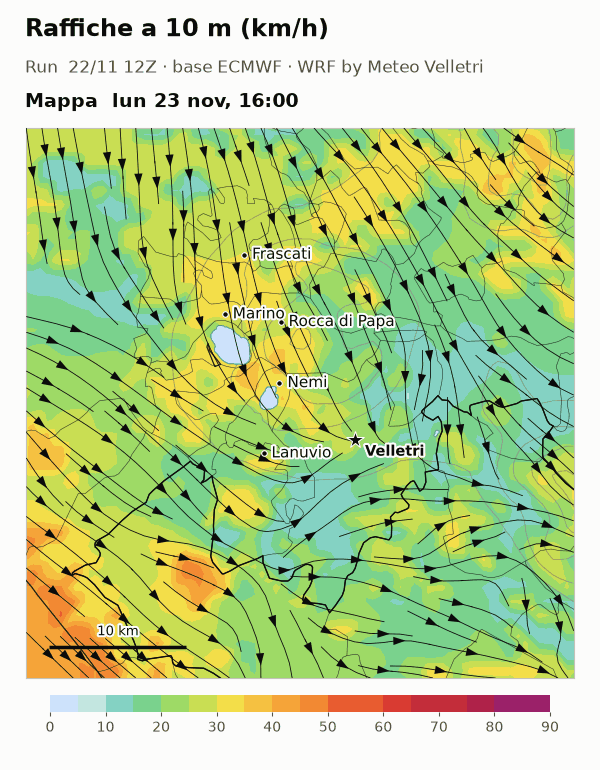 Raffiche a 10 m (km/h)
Run 22/11 12Z · base ECMWF · WRF by Meteo Velletri
Mappa lun 23 nov, 16:00
Frascati
Marino
Rocca di Papa
Nemi
Velletri
Lanuvio
10 km
0 10 20 30 40 50 60 70 80 90